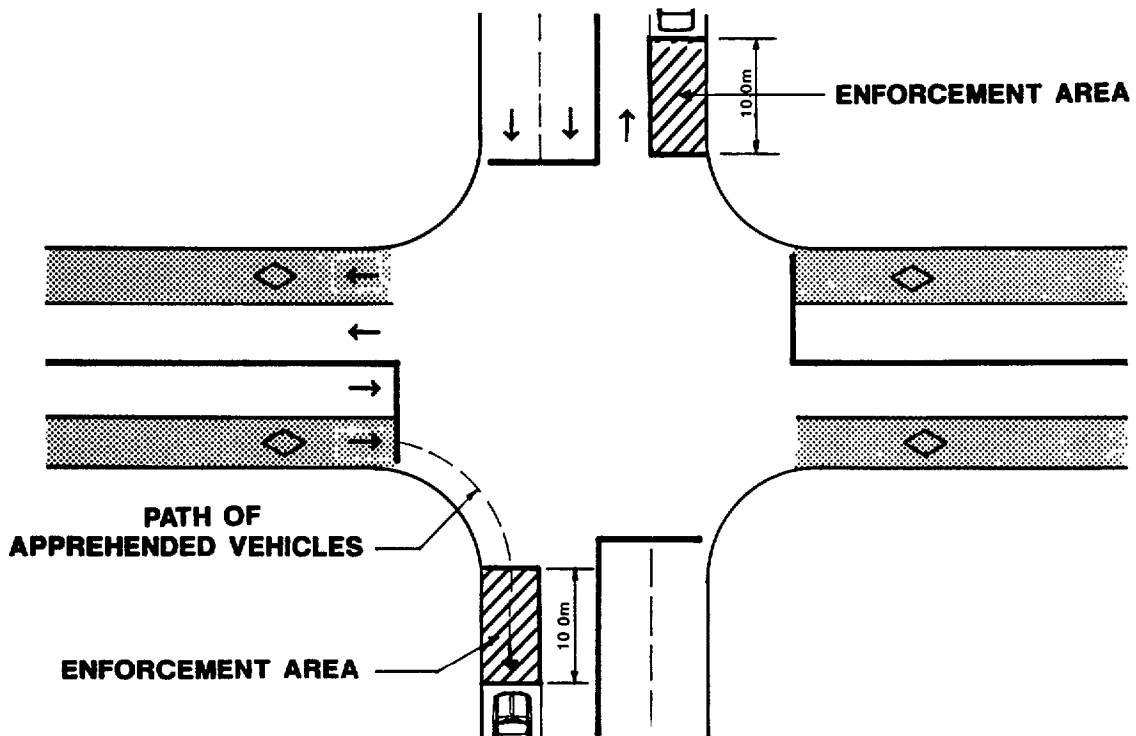 ENFORCEMENT AREA
10.0m
PATH OF
APPREHENDED VEHICLES
10 0m
ENFORCEMENT AREA